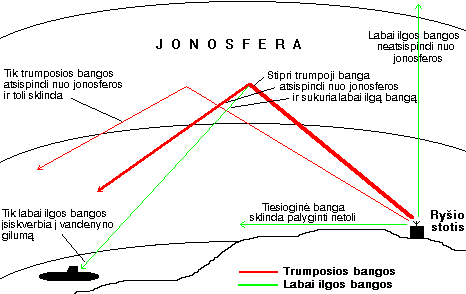 Labai ilgos bangos
neatsispindi nuo
jonosferos
JONOSFERA
Tik trumposios bangos
atsispindi nuo jonosferos
ir toli sklinda
Stipri trumpoji banga
atspindi nuo jonosferos
ir sukuria labai ilgą bangą
Tik labai ilgos bangos
įsiskverbia į vandenyno
gilumą
Tiesioginė banga
sklinda palyginti netoli
Ryšio
stotis
Trumposios bangos
Labai ilgos bangos